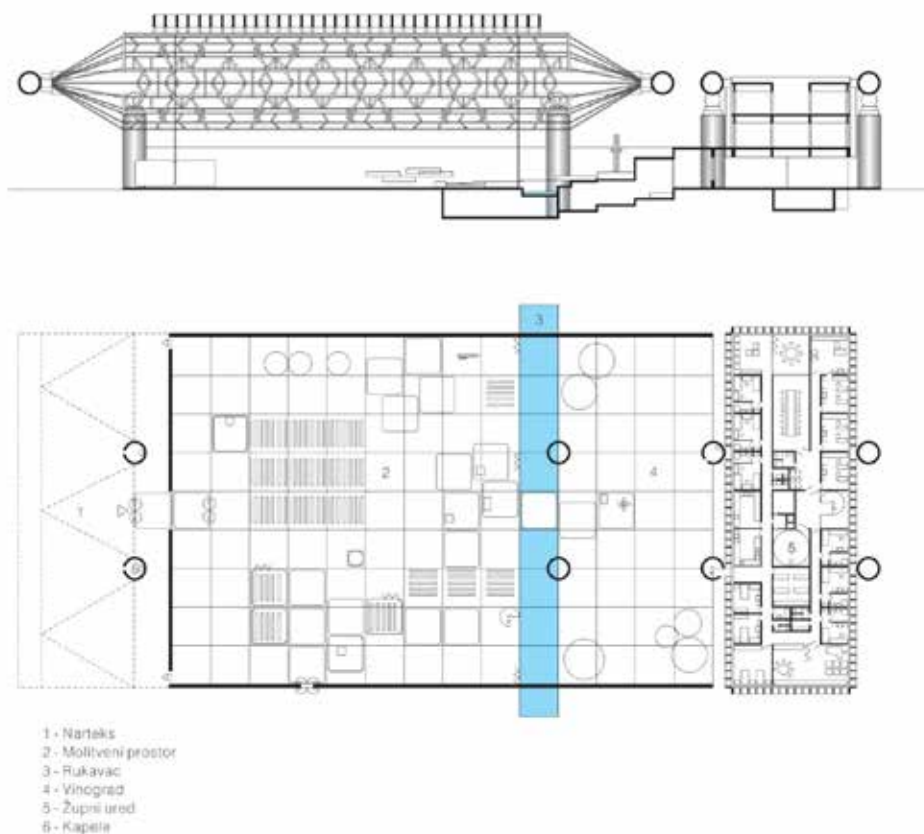 3
2
4
1
5
6
1 - Narteks
2 - Molitveni prostor
3 - Rukavac
4 - Vinograd
5 - Župni ured
6 - Kapele